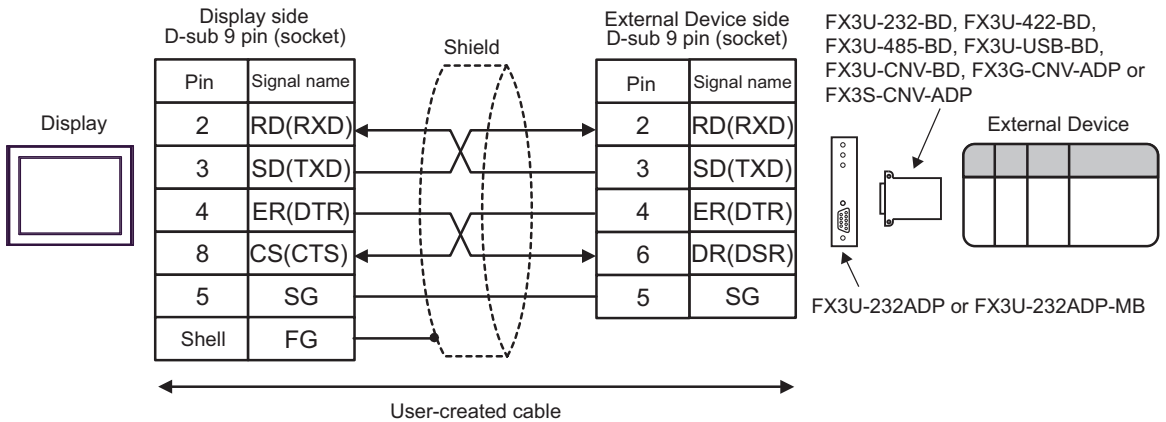 Display side
D-sub 9 pin (socket)
Shield
External Device side
D-sub 9 pin (socket)
FX3U-232-BD, FX3U-422-BD,
FX3U-485-BD, FX3U-USB-BD,
FX3U-CNV-BD, FX3G-CNV-ADP or
FX3S-CNV-ADP
Display
External Device
Pin Signal name
2 RD(RXD)
3 SD(TXD)
4 ER(DTR)
8 CS(CTS)
5 SG
Shell FG
Pin Signal name
2 RD(RXD)
3 SD(TXD)
4 ER(DTR)
6 DR(DSR)
5 SG
FX3U-232ADP or FX3U-232ADP-MB
User-created cable